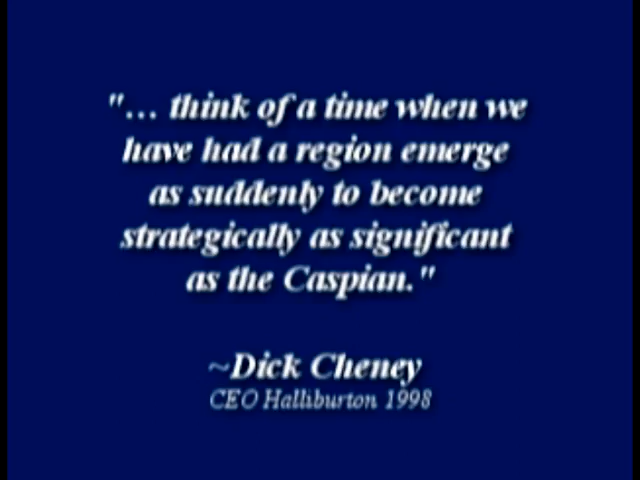 "... think of a time when we
have had a region emerge
as suddenly to become
strategically as significant
as the Caspian."
~Dick Cheney
CEO Halliburton 1998